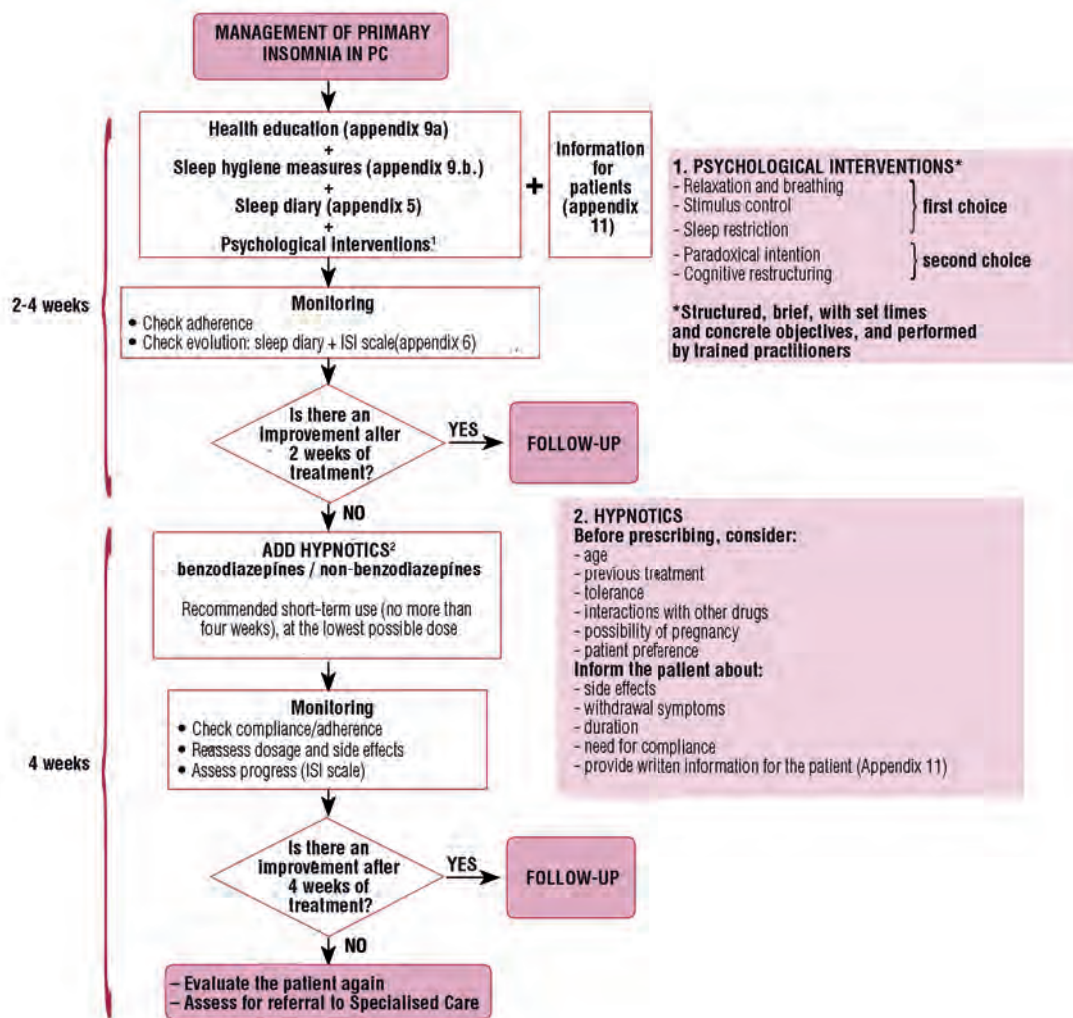 MANAGEMENT OF PRIMARY
INSOMNIA IN PC
Health education (appendix 9a)
+
Sleep hygiene measures (appendix 9.b.)
+
Sleep diary (appendix 5)
+
Psychological interventions¹
+
Information
for
patients
(appendix
11)
1. PSYCHOLOGICAL INTERVENTIONS*
- Relaxation and breathing
- Stimulus control
- Sleep restriction
first choice
- Paradoxical intention
- Cognitive restructuring
second choice
*Structured, brief, with set times
and concrete objectives, and performed
by trained practitioners
2-4 weeks
Monitoring
• Check adherence
• Check evolution: sleep diary + ISI scale(appendix 6)
Is there an
improvement after
2 weeks of
treatment?
YES
FOLLOW-UP
NO
ADD HYPNOTICS²
benzodiazepínes / non-benzodiazepínes
Recommended short-term use (no more than
four weeks), at the lowest possible dose
2. HYPNOTICS
Before prescribing, consider:
- age
- previous treatment
- tolerance
- interactions with other drugs
- possibility of pregnancy
- patient preference
Inform the patient about:
- side effects
- withdrawal symptoms
- duration
- need for compliance
- provide written information for the patient (Appendix 11)
4 weeks
Monitoring
• Check compliance/adherence
• Reassess dosage and side effects
• Assess progress (ISI scale)
Is there an
improvement after
4 weeks of
treatment?
YES
FOLLOW-UP
NO
– Evaluate the patient again
– Assess for referral to Specialised Care